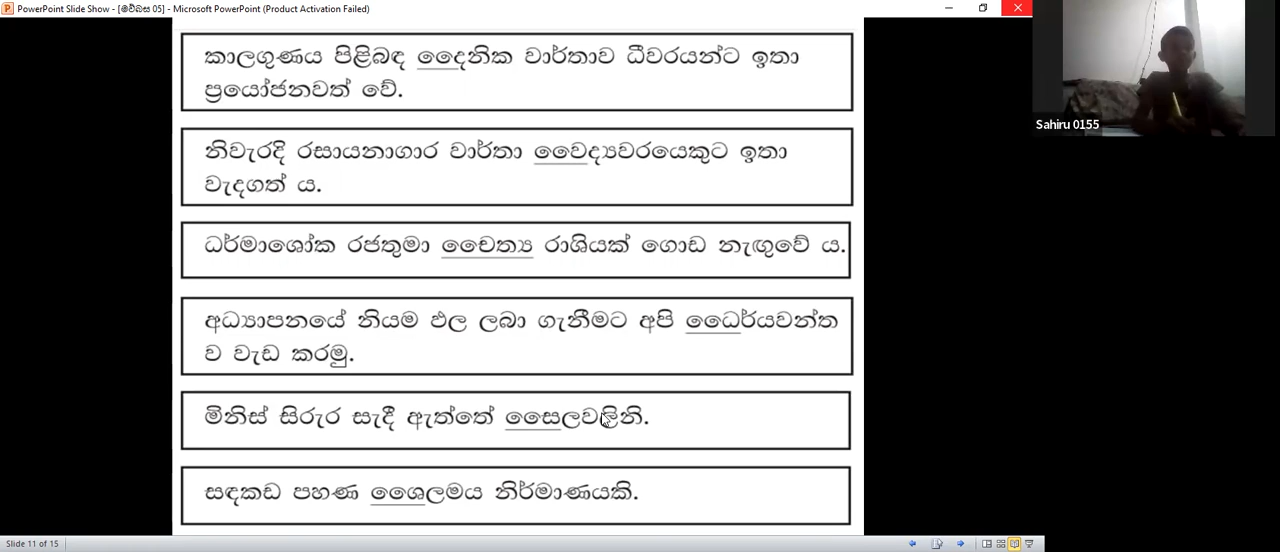 PowerPoint Slide Show - [මව්බස 05] - Microsoft PowerPoint (Product Activation Failed)
කාලගුණය පිළිබඳ දෛනික වාර්තාව ධීවරයන්ට ඉතා
ප්‍රයෝජනවත් වේ.
නිවැරදි රසායනාගාර වාර්තා වෛද්‍යවරයෙකුට ඉතා
වැදගත් ය.
ධර්මාශෝක රජතුමා චෛත්‍ය රාශියක් ගොඩ නැඟුවේ ය.
අධ්‍යාපනයේ නියම ඵල ලබා ගැනීමට අපි ධෛර්යවන්ත
ව වැඩ කරමු.
මිනිස් සිරුර සැදී ඇත්තේ සෛලවලිනි.
සඳකඩ පහණ ශෛලමය නිර්මාණයකි.
Sahiru 0155
Slide 11 of 15